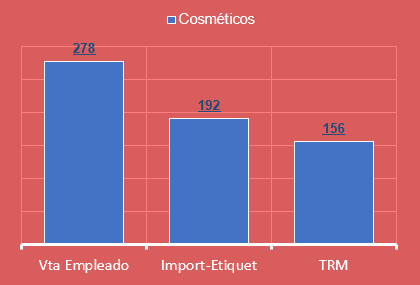 Cosméticos
278
192
156
Vta Empleado
Import-Etiquet
TRM